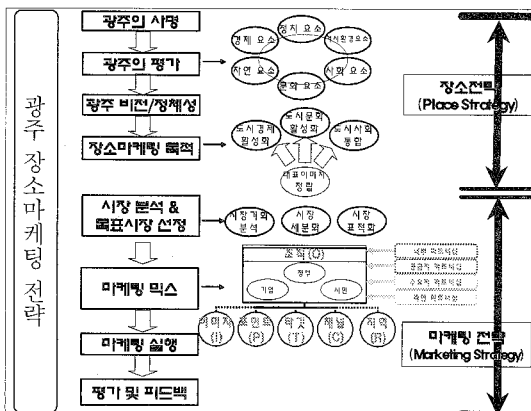 광주 장소마케팅 전략
광주의 사명
광주의 평가
광주 비전/정체성
장소마케팅 목적
시장 분석 &
목표시장 선정
마케팅 믹스
마케팅 실행
평가 및 피드백
정치 요소
경제 요소
자연 요소
사회 요소
문화 요소
도시문화
활성화
도시경제
활성화
도시사회
통합
대표이미지
정립
시장기회
분석
시장
세분화
시장
표적화
조직(O)
정부
기업
시민
(I)
(P)
(T)
(C)
(R)
장소전략
(Place Strategy)
마케팅 전략
(Marketing Strategy)